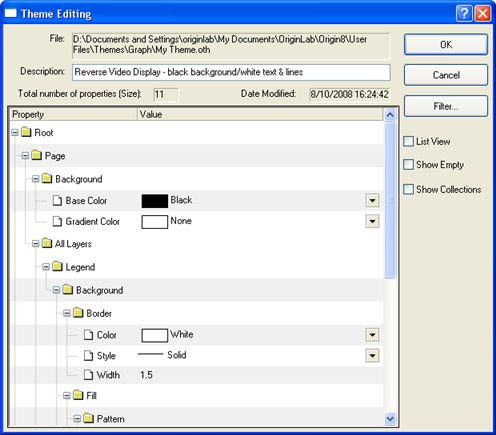 Theme Editing
File: D:\Documents and Settings\originlab\My Documents\OriginLab\Origin8\User
Files\Themes\Graph\My Theme.oth
OK
Description: Reverse Video Display - black background/white text & lines
Cancel
Total number of properties (Size): 11 Date Modified: 8/10/2008 16:24:42
Filter...
Property Value
Root
List View
Page
Show Empty
Background
Show Collections
Base Color Black
Gradient Color None
All Layers
Legend
Background
Border
Color White
Style Solid
Width 1.5
Fill
Pattern